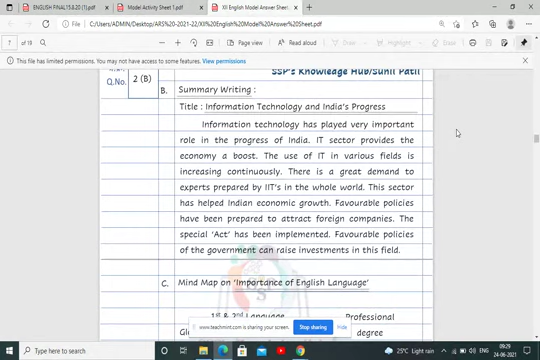 ENGLISH FINAL15.8.20 (1).pdf
Model Activity Sheet 1.pdf
XII English Model Answer Sheet.p
File | C:/Users/ADMIN/Desktop/ARS%20-2021-22/XII%20English%20Model%20Answer%20Sheet.pdf
7 of 19
Page view
Read aloud
Draw
Highlight
Erase
This file has limited permissions. You may not have access to some features. View permissions
SSP's Knowledge Hub/Sunil Patil
Q.No.
2 (B)
B. Summary Writing :
Title : Information Technology and India's Progress
Information technology has played very important
role in the progress of India. IT sector provides the
economy a boost. The use of IT in various fields is
increasing continuously. There is a great demand to
experts prepared by IIT's in the whole world. This sector
has helped Indian economic growth. Favourable policies
have been prepared to attract foreign companies. The
special 'Act' has been implemented. Favourable policies
of the government can raise investments in this field.
C. Mind Map on 'Importance of English Language'
1st & 2nd Language
Professional
degree
www.teachmint.com is sharing your screen.
Stop sharing
Hide
Type here to search
25°C Light rain
ENG
09:29
24-06-2021